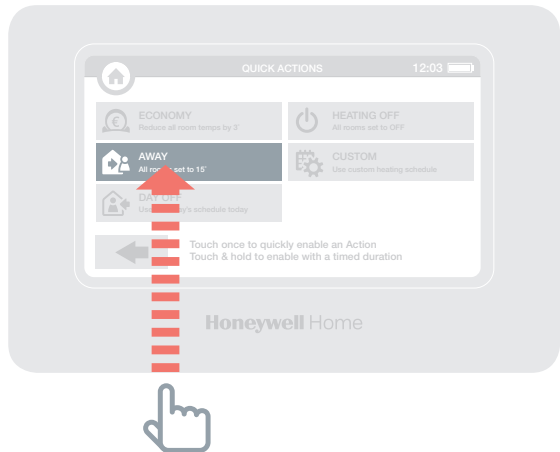 QUICK ACTIONS 12:03
ECONOMY
Reduce all room temps by 3˚
HEATING OFF
All rooms set to OFF
AWAY
All rooms set to 15˚
CUSTOM
Use custom heating schedule
DAY OFF
schedule today
Touch once to quickly enable an Action
Touch & hold to enable with a timed duration
Honeywell Home